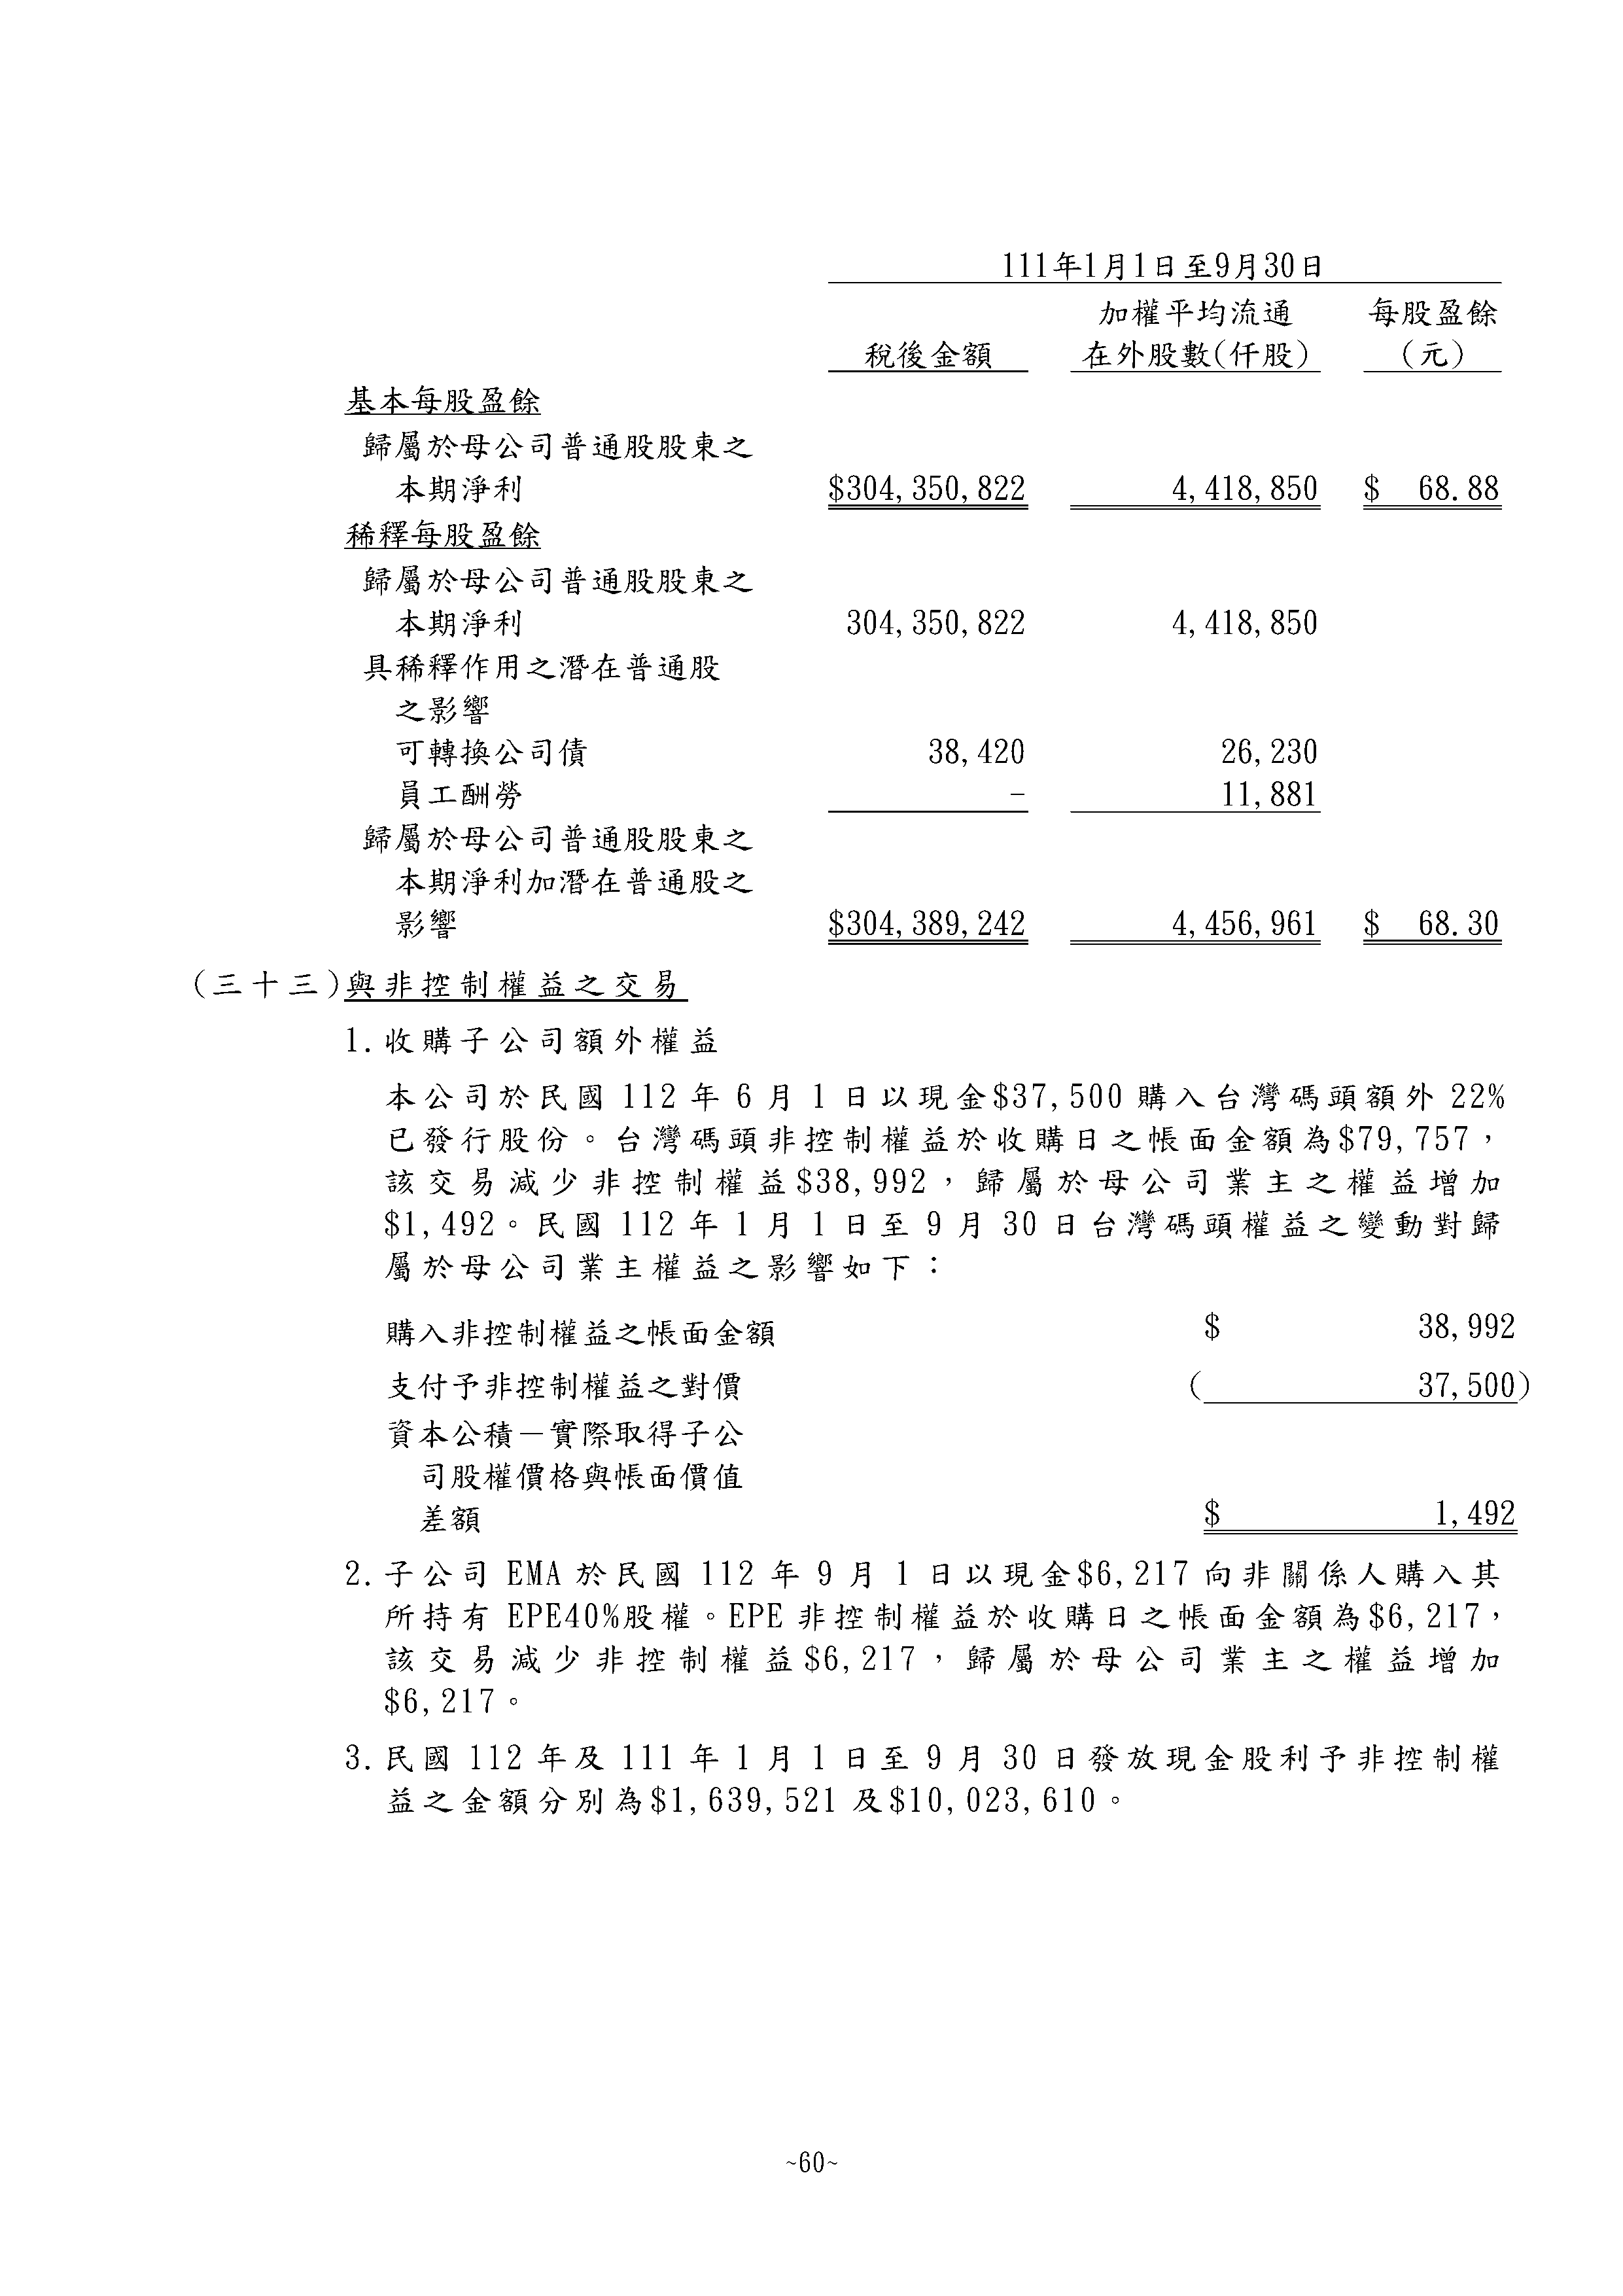 111年1月1日至9月30日
加權平均流通 每股盈餘
稅後金額 在外股數(仟股) (元)
基本每股盈餘
歸屬於母公司普通股股東之
本期淨利 $304,350,822 4,418,850 $ 68.88
稀釋每股盈餘
歸屬於母公司普通股股東之
本期淨利 304,350,822 4,418,850
具稀釋作用之潛在普通股
之影響
可轉換公司債 38,420 26,230
員工酬勞 - 11,881
歸屬於母公司普通股股東之
本期淨利加潛在普通股之
影響 $304,389,242 4,456,961 $ 68.30
(三十三)與非控制權益之交易
1.收購子公司額外權益
本公司於民國 112 年 6 月 1 日以現金$37,500 購入台灣碼頭額外 22%
已發行股份。台灣碼頭非控制權益於收購日之帳面金額為$79,757，
該交易減少非控制權益$38,992，歸屬於母公司業主之權益增加
$1,492。民國 112 年 1 月 1 日至 9 月 30 日台灣碼頭權益之變動對歸
屬於母公司業主權益之影響如下：
購入非控制權益之帳面金額 $ 38,992
支付予非控制權益之對價 ( 37,500)
資本公積－實際取得子公
司股權價格與帳面價值
差額 $ 1,492
2.子公司 EMA 於民國 112 年 9 月 1 日以現金$6,217 向非關係人購入其
所持有 EPE40%股權。EPE 非控制權益於收購日之帳面金額為$6,217，
該交易減少非控制權益$6,217，歸屬於母公司業主之權益增加
$6,217。
3.民國 112 年及 111 年 1 月 1 日至 9 月 30 日發放現金股利予非控制權
益之金額分別為$1,639,521 及$10,023,610。
~60~